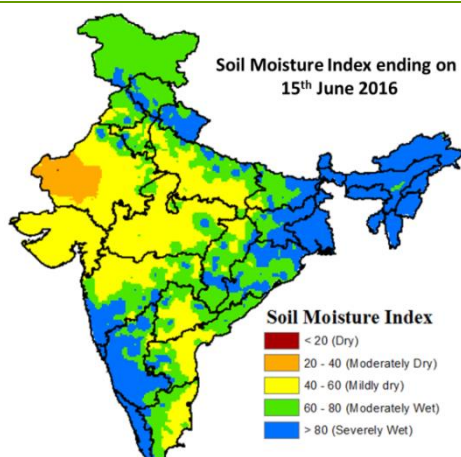 Soil Moisture Index ending on
15th June 2016
Soil Moisture Index
< 20 (Dry)
20 - 40 (Moderately Dry)
40 - 60 (Mildly dry)
60 - 80 (Moderately Wet)
> 80 (Severely Wet)